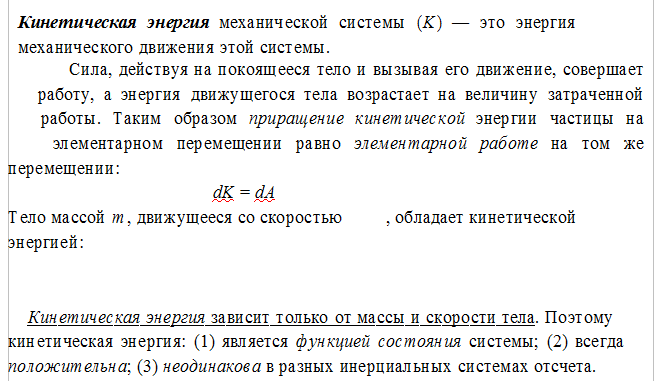 Кинетическая энергия механической системы (K) — это энергия
механического движения этой системы.
Сила, действуя на покоящееся тело и вызывая его движение, совершает
работу, а энергия движущегося тела возрастает на величину затраченной
работы. Таким образом приращение кинетической энергии частицы на
элементарном перемещении равно элементарной работе на том же
перемещении:
dK = dA
Тело массой m, движущееся со скоростью , обладает кинетической
энергией:
Кинетическая энергия зависит только от массы и скорости тела. Поэтому
кинетическая энергия: (1) является функцией состояния системы; (2) всегда
положительна; (3) неодинакова в разных инерциальных системах отсчета.